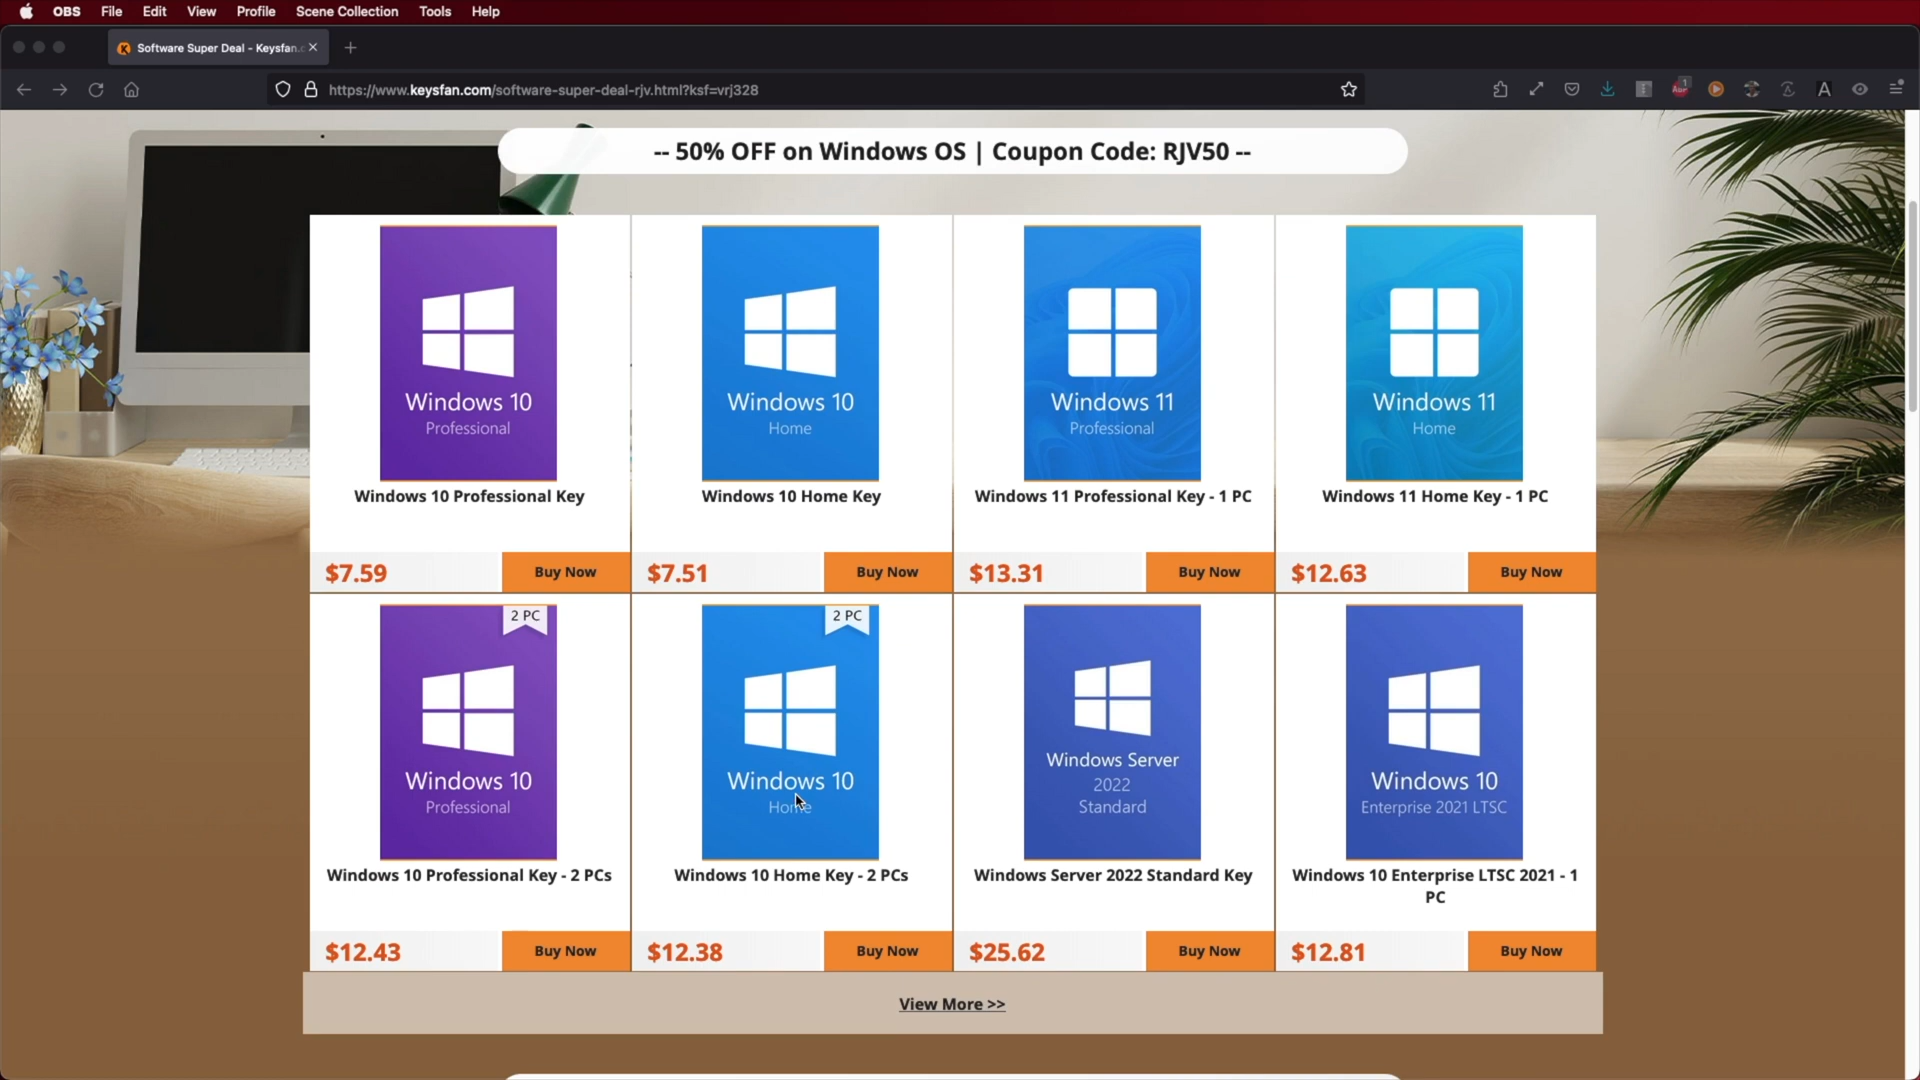 OBS File Edit View Profile Scene Collection Tools Help
Software Super Deal - Keysfan.c
https://www.keysfan.com/software-super-deal-rjv.html?ksf=vrj328
1
-- 50% OFF on Windows OS | Coupon Code: RJV50 --
Windows 10
Professional
Windows 10 Professional Key
$7.59 Buy Now
Windows 10
Home
Windows 10 Home Key
$7.51 Buy Now
Windows 11
Professional
Windows 11 Professional Key - 1 PC
$13.31 Buy Now
Windows 11
Home
Windows 11 Home Key - 1 PC
$12.63 Buy Now
2 PC
Windows 10
Professional
Windows 10 Professional Key - 2 PCs
$12.43 Buy Now
2 PC
Windows 10
Home
Windows 10 Home Key - 2 PCs
$12.38 Buy Now
Windows Server
2022
Standard
Windows Server 2022 Standard Key
$25.62 Buy Now
Windows 10
Enterprise 2021 LTSC
Windows 10 Enterprise LTSC 2021 - 1
PC
$12.81 Buy Now
View More >>